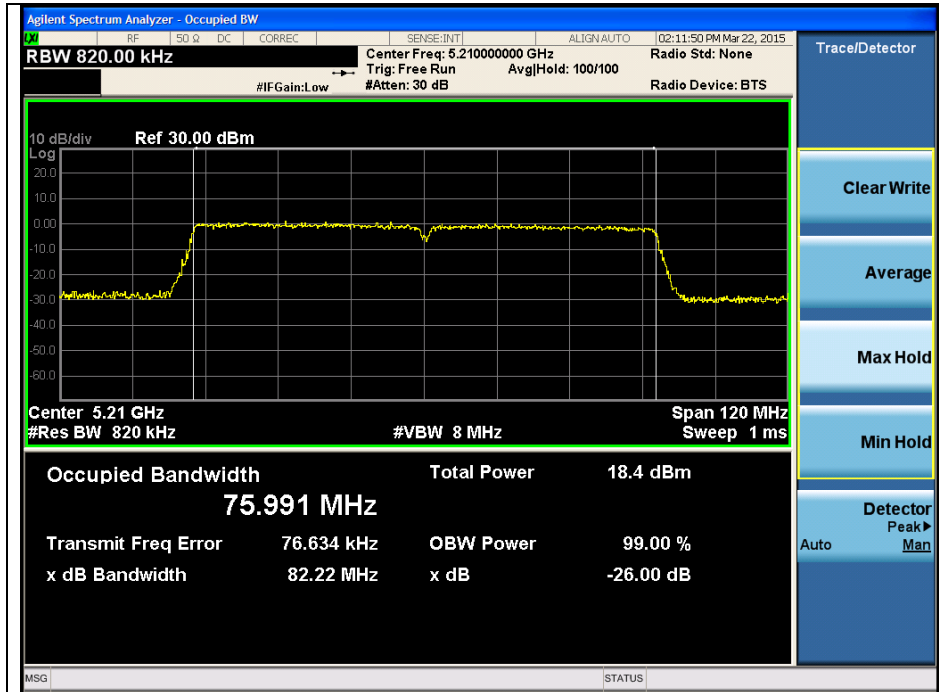 Agilent Spectrum Analyzer - Occupied BW
LXI RF 50 Ω DC CORREC SENSE:INT ALIGN AUTO 02:11:50 PM Mar 22, 2015
RBW 820.00 kHz
Center Freq: 5.210000000 GHz Radio Std: None
Trig: Free Run Avg|Hold: 100/100
#IFGain:Low #Atten: 30 dB Radio Device: BTS
10 dB/div Ref 30.00 dBm
Log
20.0
10.0
0.00
-10.0
-20.0
-30.0
-40.0
-50.0
-60.0
Center 5.21 GHz Span 120 MHz
#Res BW 820 kHz #VBW 8 MHz Sweep 1 ms
Occupied Bandwidth Total Power 18.4 dBm
75.991 MHz
Transmit Freq Error 76.634 kHz OBW Power 99.00 %
x dB Bandwidth 82.22 MHz x dB -26.00 dB
MSG STATUS
Trace/Detector
Clear Write
Average
Max Hold
Min Hold
Detector
Peak▶
Auto Man